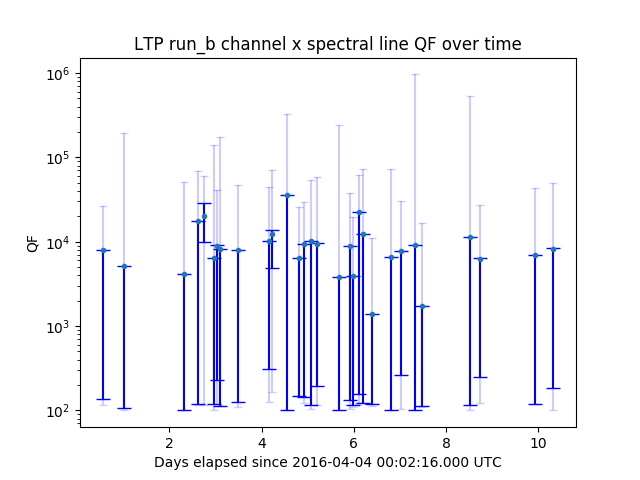 LTP run_b channel x spectral line QF over time
QF
10^6
10^5
10^4
10^3
10^2
2 4 6 8 10
Days elapsed since 2016-04-04 00:02:16.000 UTC